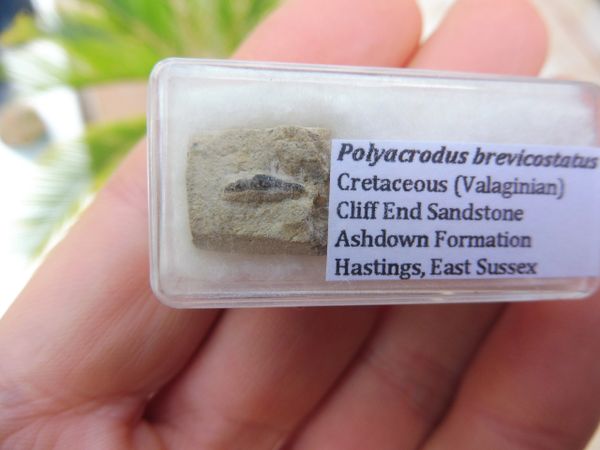 Polyacrodus brevicostatus
Cretaceous (Valaginian)
Cliff End Sandstone
Ashdown Formation
Hastings, East Sussex